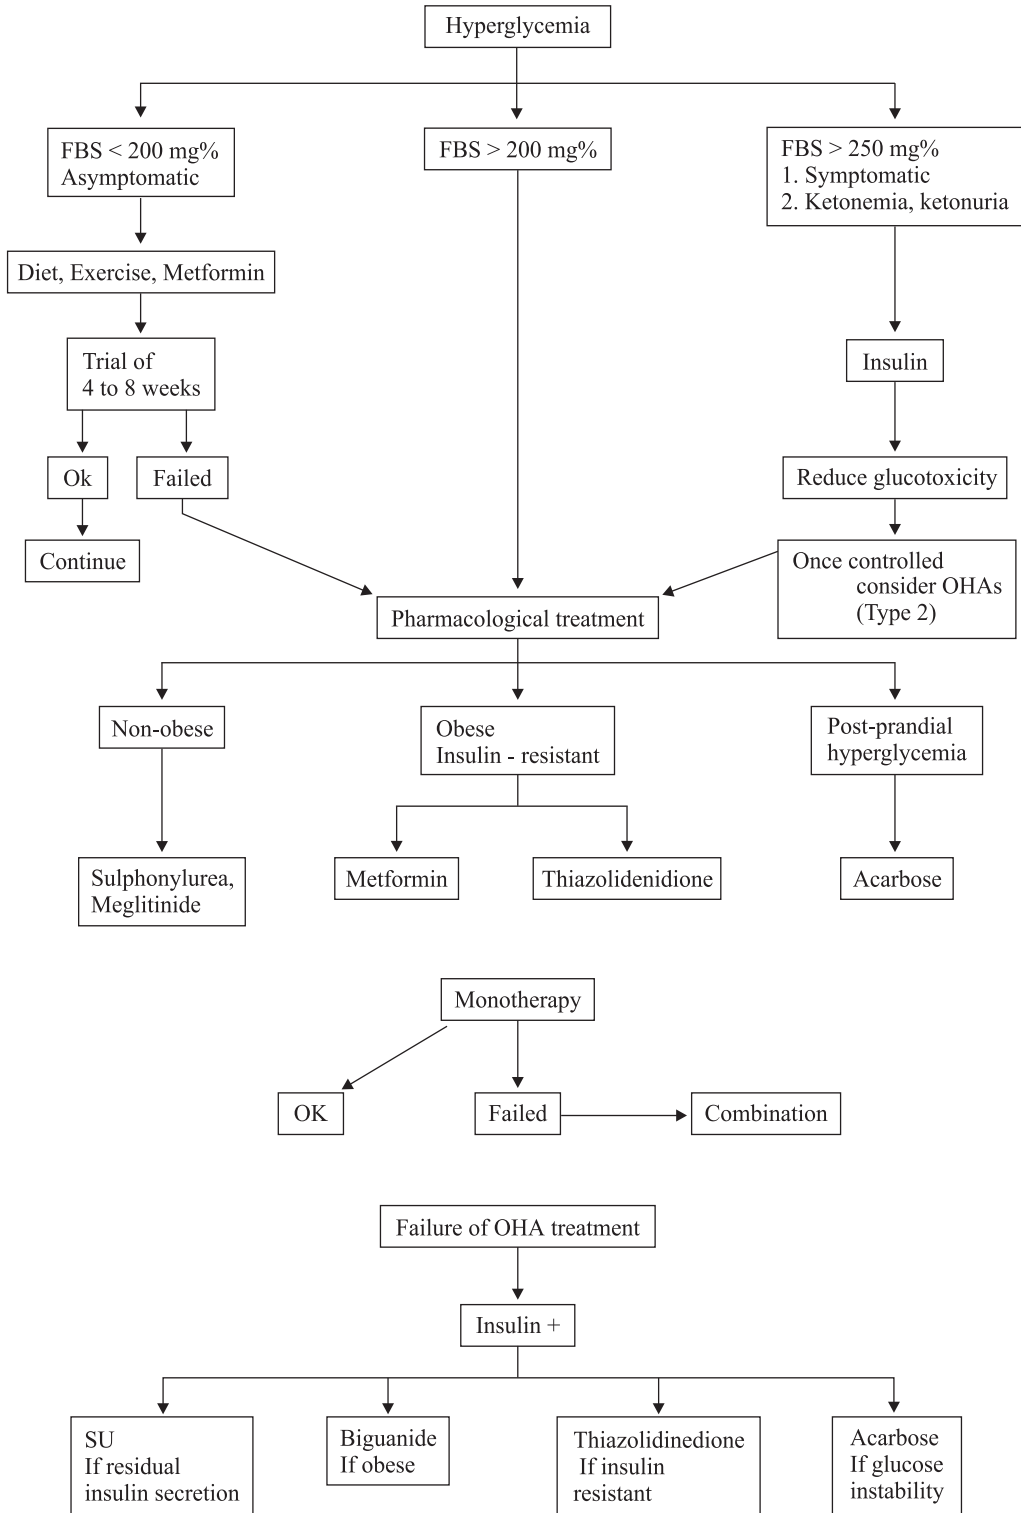 Hyperglycemia
FBS < 200 mg%
Asymptomatic
FBS > 200 mg%
FBS > 250 mg%
1. Symptomatic
2. Ketonemia, ketonuria
Diet, Exercise, Metformin
Trial of
4 to 8 weeks
Insulin
Ok
Failed
Reduce glucotoxicity
Continue
Once controlled
consider OHAs
(Type 2)
Pharmacological treatment
Non-obese
Obese
Insulin - resistant
Post-prandial
hyperglycemia
Sulphonylurea,
Meglitinide
Metformin
Thiazolidenidione
Acarbose
Monotherapy
OK
Failed
Combination
Failure of OHA treatment
Insulin +
SU
If residual
insulin secretion
Biguanide
If obese
Thiazolidinedione
If insulin
resistant
Acarbose
If glucose
instability